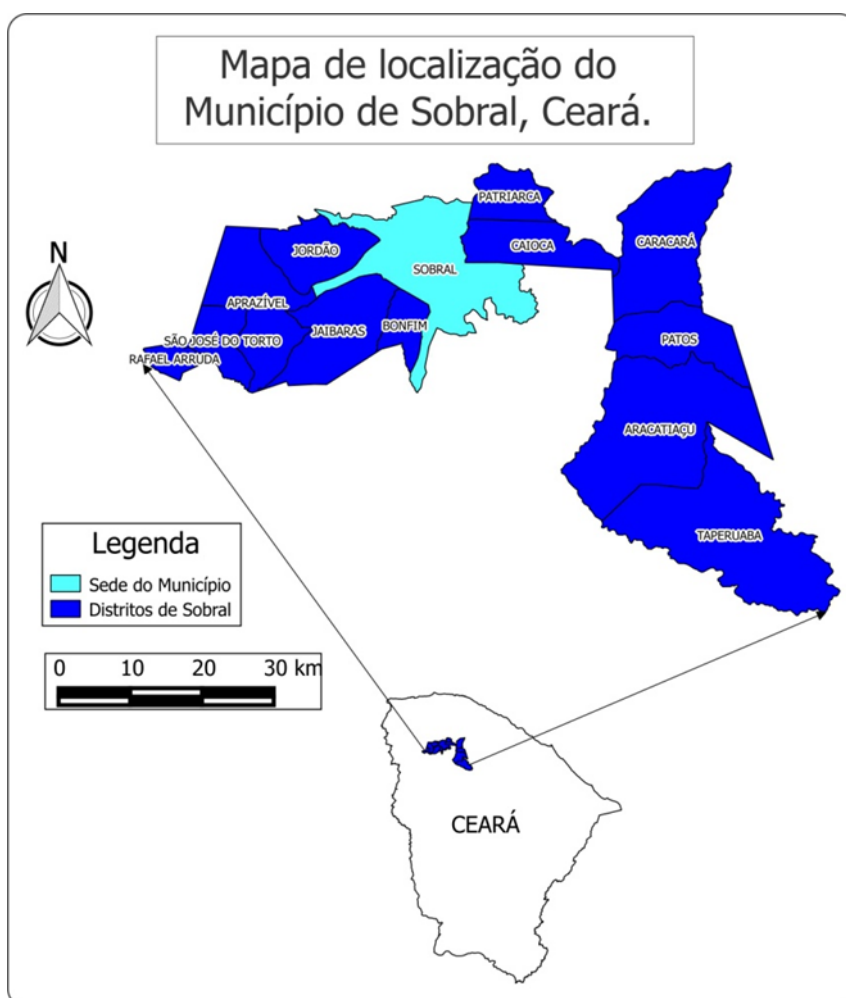 Mapa de localização do
Município de Sobral, Ceará.
N
PATRIARCA
CAIOCA
CARACARÁ
JORDÃO
SOBRAL
APRAZÍVEL
JAIBARAS
BONFIM
SÃO JOSÉ DO TORTO
RAFAEL ARRUDA
PATOS
ARACATIAÇU
TAPERUABA
Legenda
Sede do Município
Distritos de Sobral
0 10 20 30 km
CEARÁ